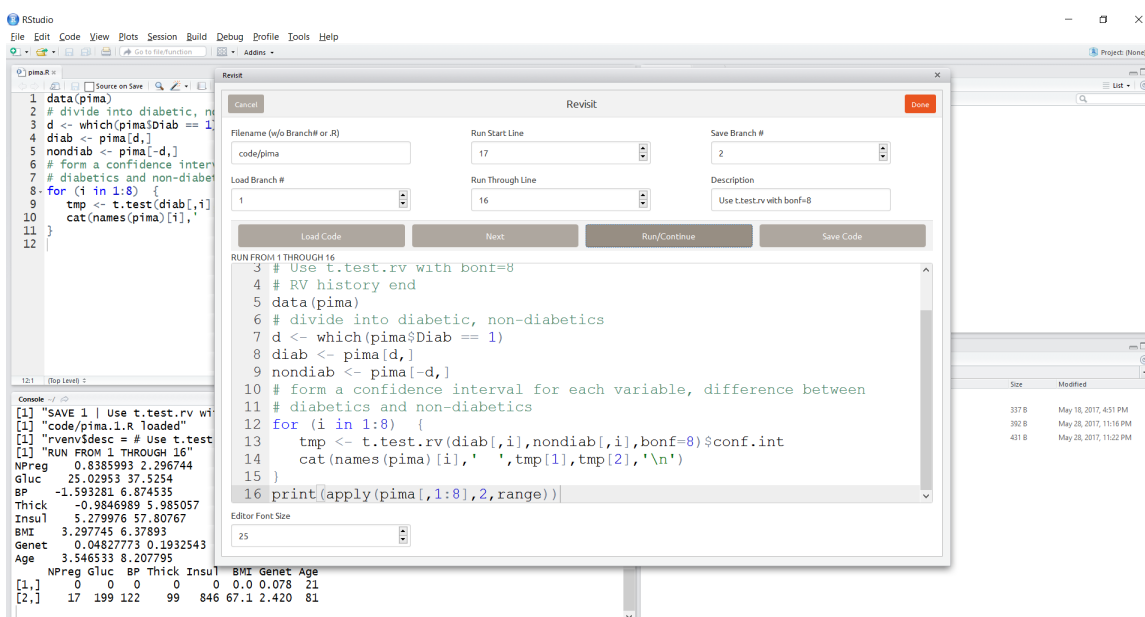 RStudio
File Edit Code View Plots Session Build Debug Profile Tools Help
Go to file/function Addins Project: (None
pima.R
Source on Save List
1 data(pima)
2 # divide into diabetic, n
3 d <- which(pima$Diab == 1
4 diab <- pima[d,]
5 nondiab <- pima[-d,]
6 # form a confidence interv
7 # diabetics and non-diabet
8 for (i in 1:8) {
9 tmp <- t.test(diab[,i]
10 cat(names(pima)[i],'
11 }
12
12:1 (Top Level)
Revisit
Cancel Revisit Done
Filename (w/o Branch# or .R) Run Start Line Save Branch #
code/pima 17 2
Load Branch # Run Through Line Description
1 16 Use t.test.rv with bonf=8
Load Code Next Run/Continue Save Code
RUN FROM 1 THROUGH 16
3 # Use t.test.rv with bonf=8
4 # RV history end
5 data(pima)
6 # divide into diabetic, non-diabetics
7 d <- which(pima$Diab == 1)
8 diab <- pima[d,]
9 nondiab <- pima[-d,]
10 # form a confidence interval for each variable, difference between
11 # diabetics and non-diabetics
12 for (i in 1:8) {
13 tmp <- t.test.rv(diab[,i],nondiab[,i],bonf=8)$conf.int
14 cat(names(pima)[i],' ',tmp[1],tmp[2],'\n')
15 }
16 print(apply(pima[,1:8],2,range))
Editor Font Size
25
Size Modified
337 B May 18, 2017, 4:51 PM
392 B May 28, 2017, 11:16 PM
431 B May 28, 2017, 11:22 PM
Console ~/
[1] "SAVE 1 | Use t.test.rv wi
[1] "code/pima.1.R loaded"
[1] "rvenv$desc = # Use t.test
[1] "RUN FROM 1 THROUGH 16"
NPreg 0.8385993 2.296744
Gluc 25.02953 37.5254
BP -1.593281 6.874535
Thick -0.9846989 5.985057
Insul 5.279976 57.80767
BMI 3.297745 6.37893
Genet 0.04827773 0.1932543
Age 3.546533 8.207795
NPreg Gluc BP Thick Insul BMI Genet Age
[1,] 0 0 0 0 0 0.0 0.078 21
[2,] 17 199 122 99 846 67.1 2.420 81